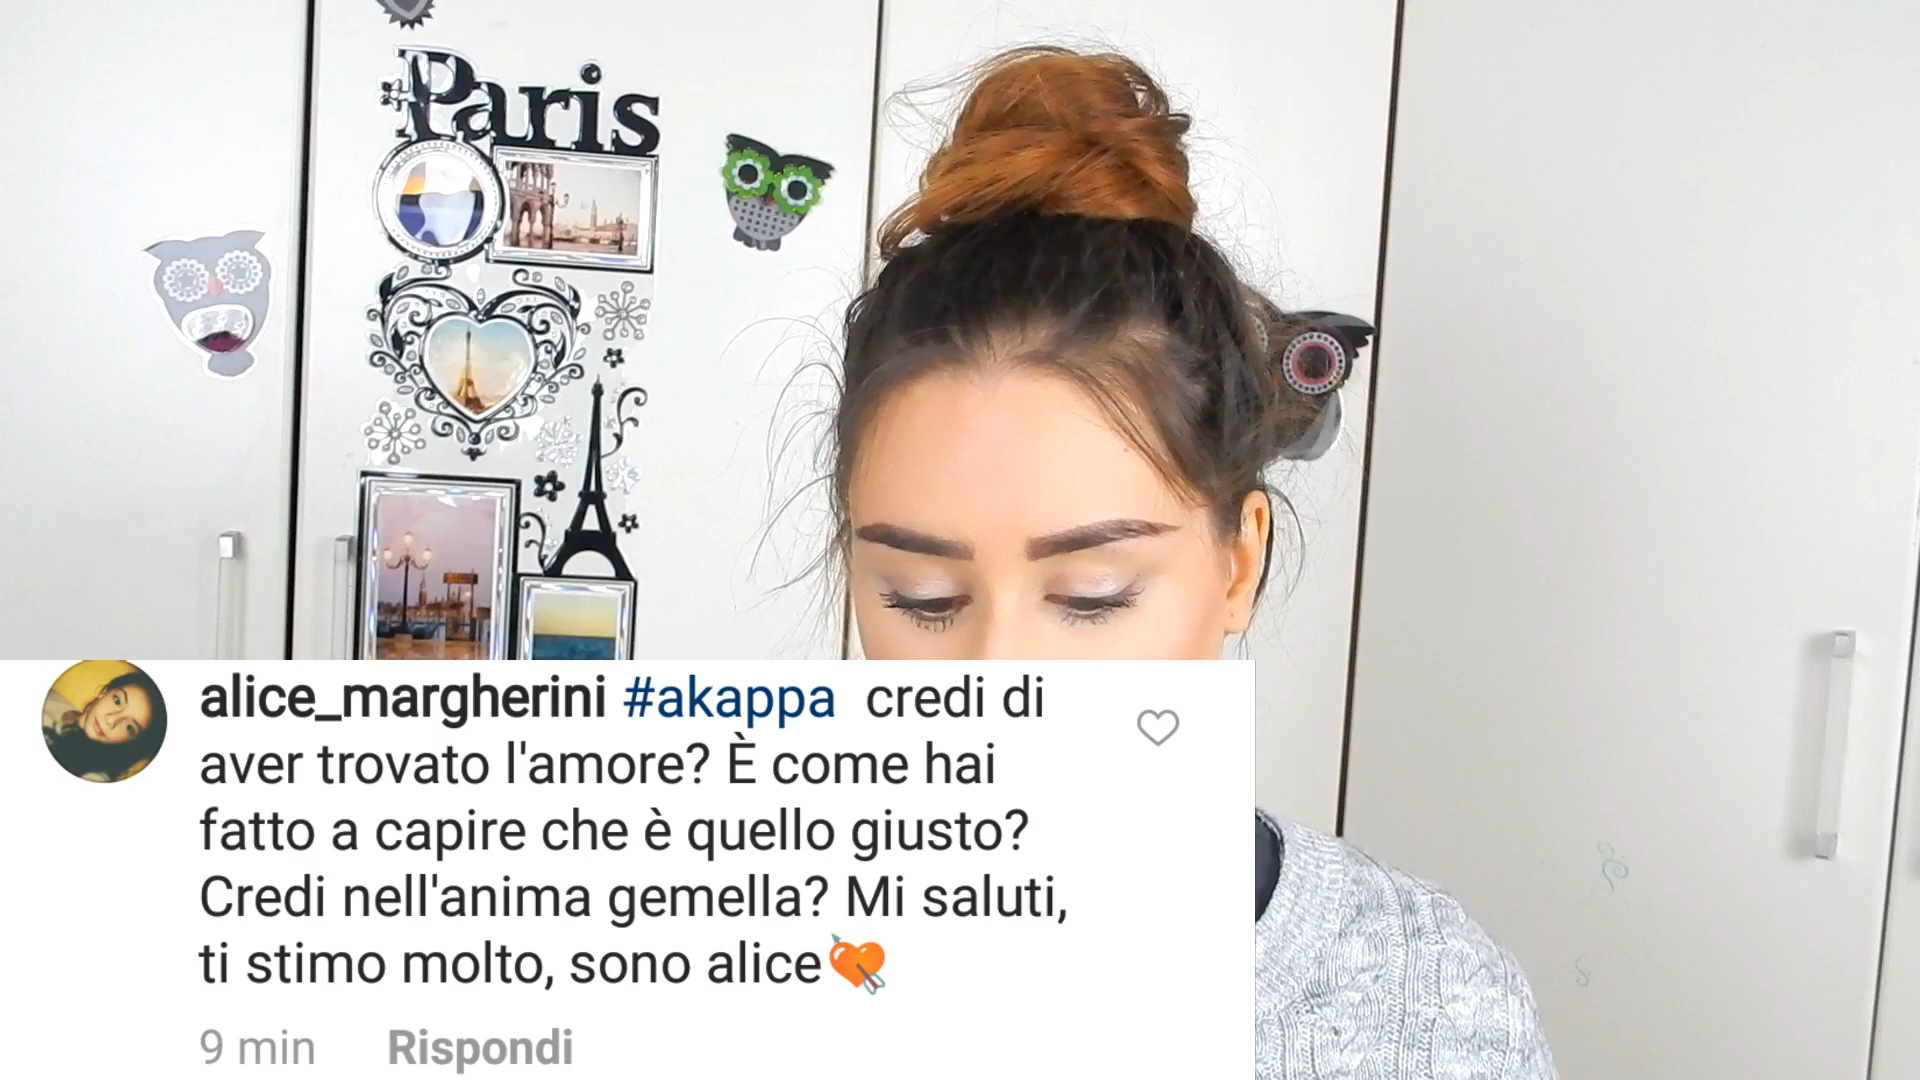 Paris
alice_margherini #akappa credi di
aver trovato l'amore? È come hai
fatto a capire che è quello giusto?
Credi nell'anima gemella? Mi saluti,
ti stimo molto, sono alice💘
9 min Rispondi